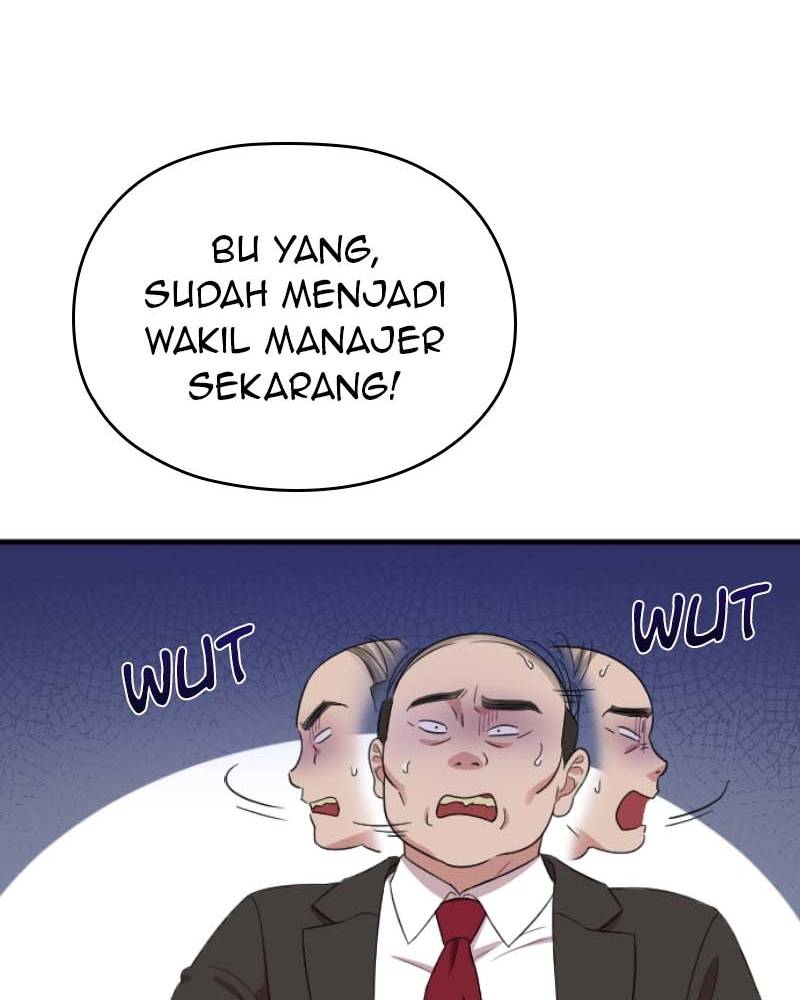 BU YANG,
SUDAH MENJADI
WAKIL MANAJER
SEKARANG!
WUT
WUT